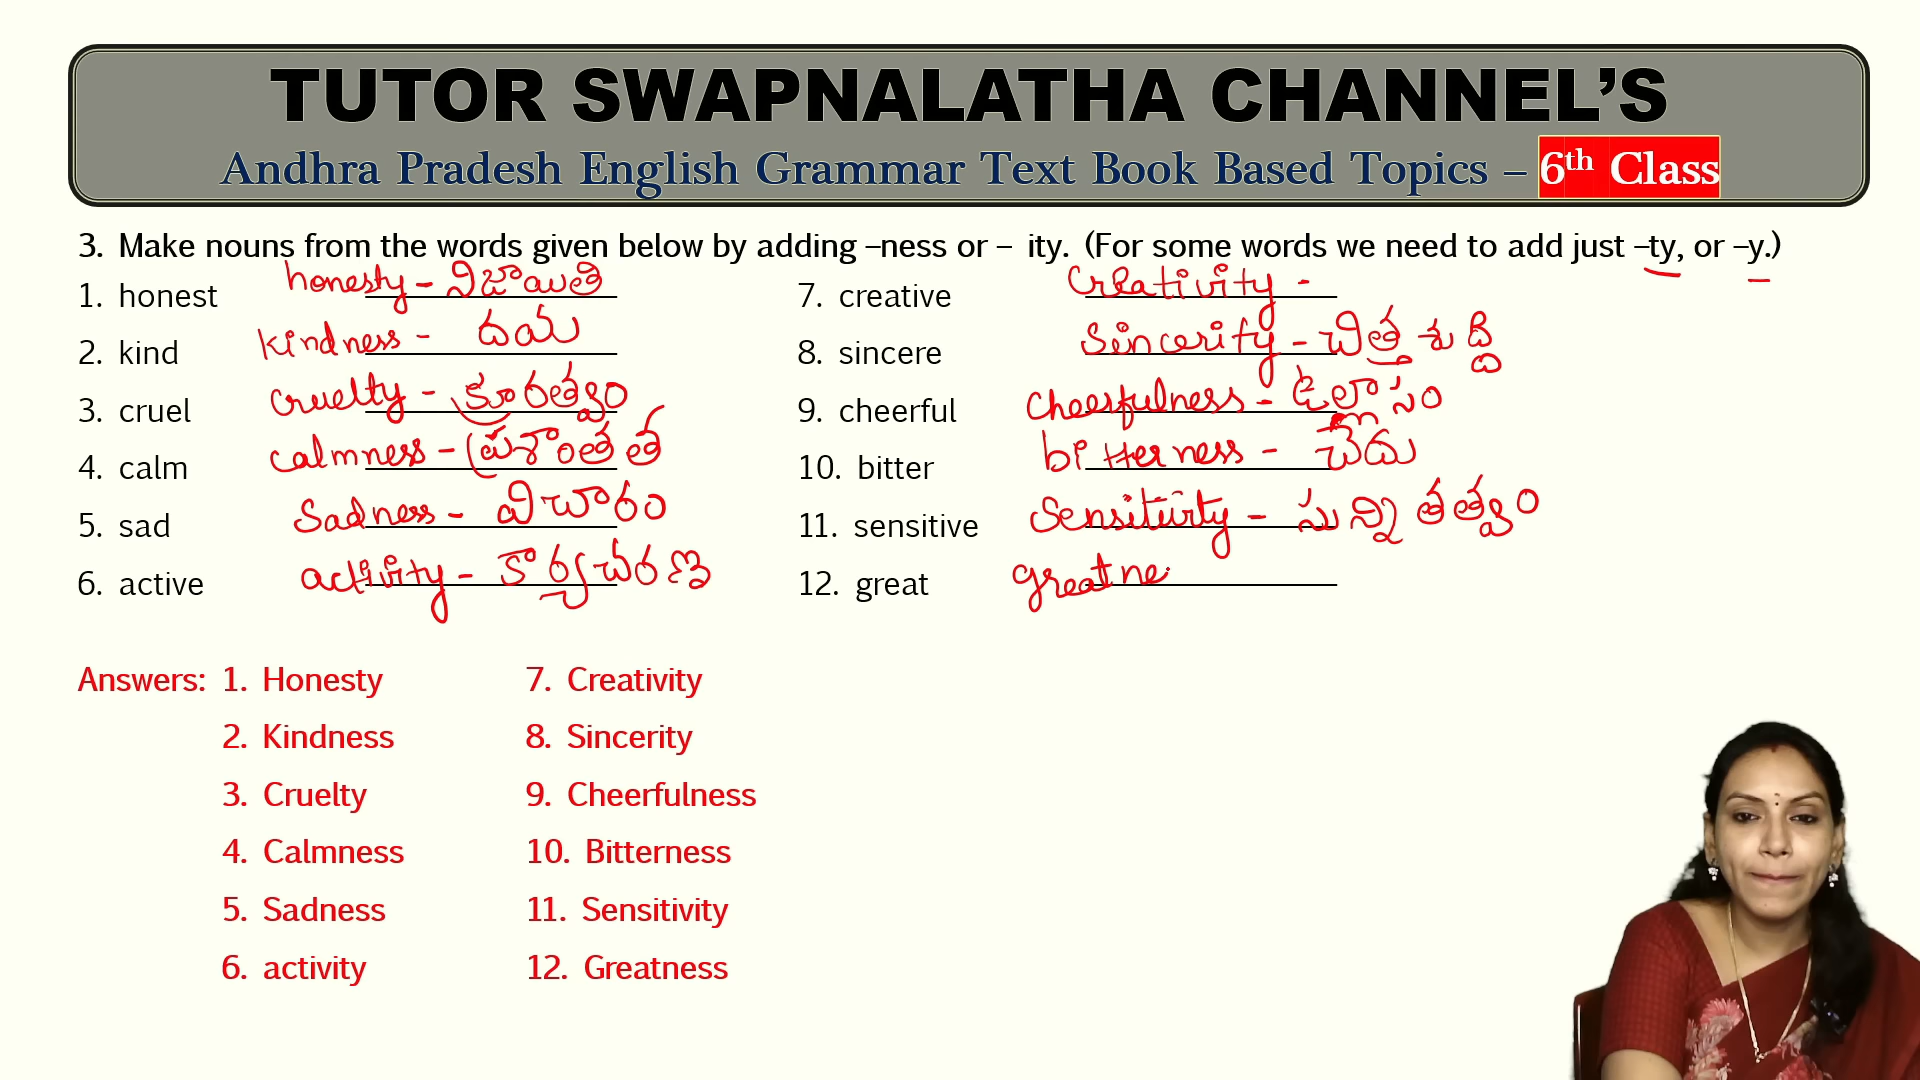 TUTOR SWAPNALATHA CHANNEL'S
Andhra Pradesh English Grammar Text Book Based Topics – 6th Class
3. Make nouns from the words given below by adding –ness or – ity. (For some words we need to add just –ty, or –y.)
1. honest honesty - నిజాయితి
2. kind kindness - దయ
3. cruel cruelty - క్రూరత్వం
4. calm calmness - ప్రశాంతత
5. sad Sadness - విచారం
6. active activity - కార్యచరణ
7. creative Creativity -
8. sincere Sincerity - చిత్తశుద్ది
9. cheerful cheerfulness - ఉల్లాసం
10. bitter bitterness - చేదు
11. sensitive Sensitivity - సున్నితత్వం
12. great greatne
Answers: 1. Honesty
2. Kindness
3. Cruelty
4. Calmness
5. Sadness
6. activity
7. Creativity
8. Sincerity
9. Cheerfulness
10. Bitterness
11. Sensitivity
12. Greatness